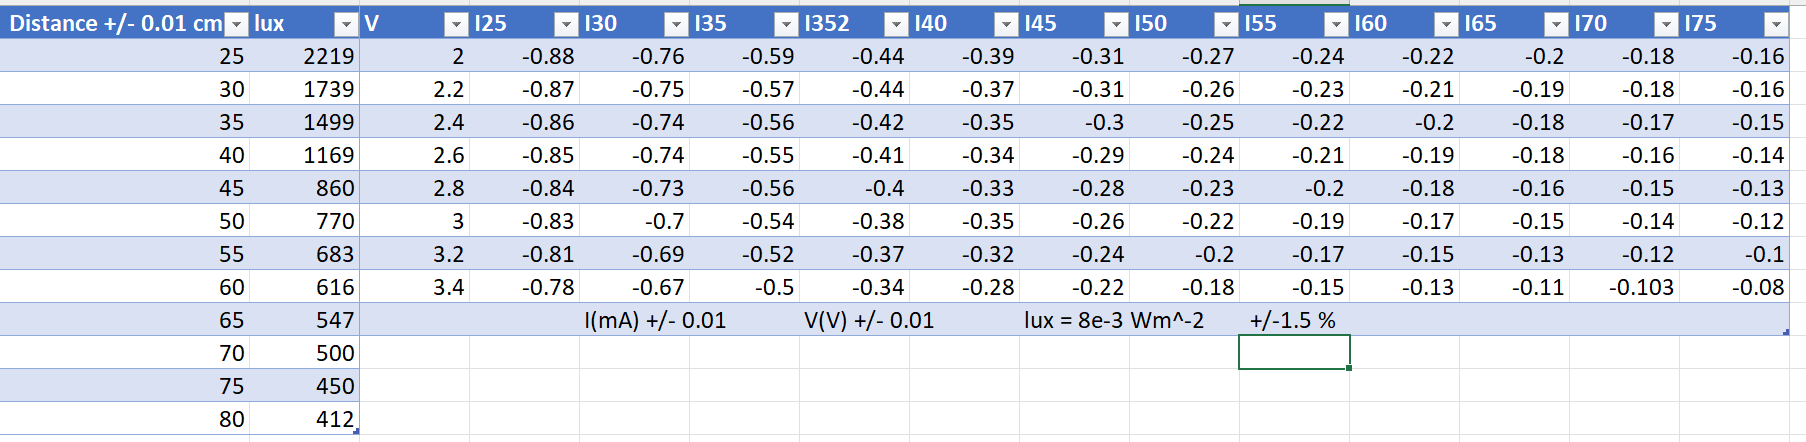 Distance +/- 0.01 cm lux V I25 I30 I35 I352 I40 I45 I50 I55 I60 I65 I70 I75
25 2219 2 -0.88 -0.76 -0.59 -0.44 -0.39 -0.31 -0.27 -0.24 -0.22 -0.2 -0.18 -0.16
30 1739 2.2 -0.87 -0.75 -0.57 -0.44 -0.37 -0.31 -0.26 -0.23 -0.21 -0.19 -0.18 -0.16
35 1499 2.4 -0.86 -0.74 -0.56 -0.42 -0.35 -0.3 -0.25 -0.22 -0.2 -0.18 -0.17 -0.15
40 1169 2.6 -0.85 -0.74 -0.55 -0.41 -0.34 -0.29 -0.24 -0.21 -0.19 -0.18 -0.16 -0.14
45 860 2.8 -0.84 -0.73 -0.56 -0.4 -0.33 -0.28 -0.23 -0.2 -0.18 -0.16 -0.15 -0.13
50 770 3 -0.83 -0.7 -0.54 -0.38 -0.35 -0.26 -0.22 -0.19 -0.17 -0.15 -0.14 -0.12
55 683 3.2 -0.81 -0.69 -0.52 -0.37 -0.32 -0.24 -0.2 -0.17 -0.15 -0.13 -0.12 -0.1
60 616 3.4 -0.78 -0.67 -0.5 -0.34 -0.28 -0.22 -0.18 -0.15 -0.13 -0.11 -0.103 -0.08
65 547 I(mA) +/- 0.01 V(V) +/- 0.01 lux = 8e-3 Wm^-2 +/-1.5 %
70 500
75 450
80 412